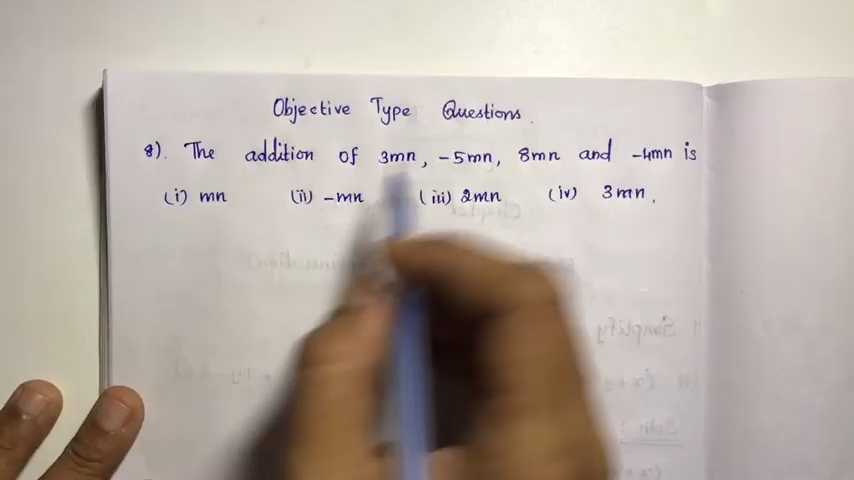 Objective Type Questions.
8). The addition of 3mn, -5mn, 8mn and -4mn is
(i) mn (ii) -mn (iii) 2mn (iv) 3mn.